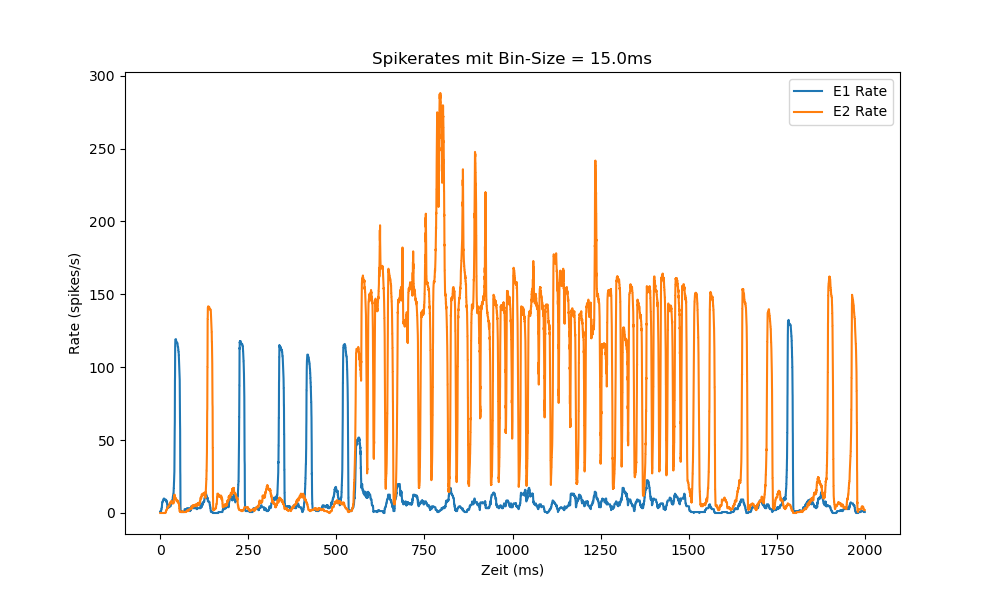 Spikerates mit Bin-Size = 15.0ms
300
250
200
150
100
50
0
Rate (spikes/s)
E1 Rate
E2 Rate
0 250 500 750 1000 1250 1500 1750 2000
Zeit (ms)